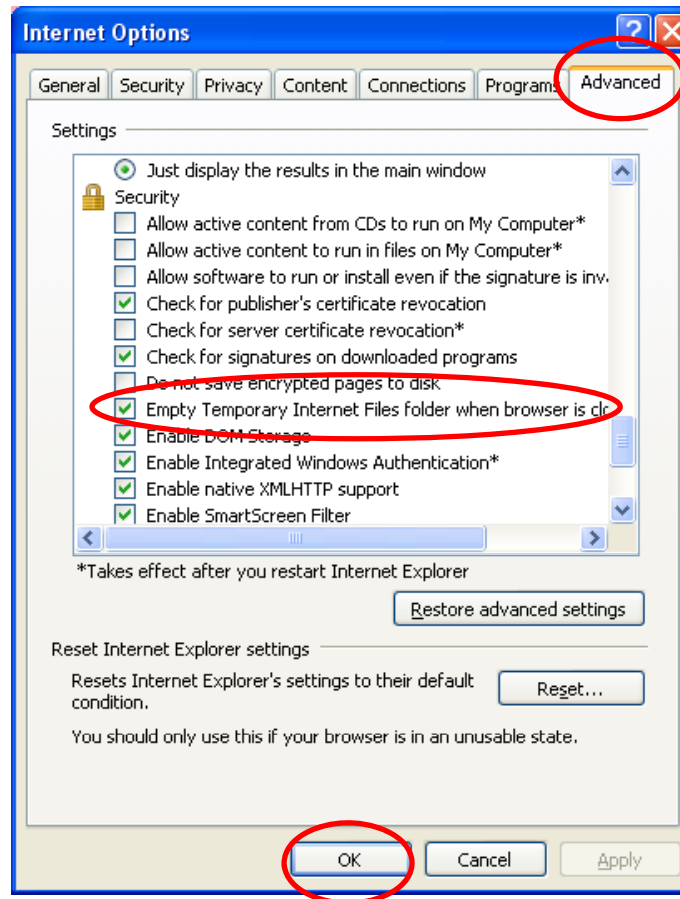 Internet Options
General Security Privacy Content Connections Programs Advanced
Settings
Just display the results in the main window
Security
Allow active content from CDs to run on My Computer*
Allow active content to run in files on My Computer*
Allow software to run or install even if the signature is inv
Check for publisher's certificate revocation
Check for server certificate revocation*
Check for signatures on downloaded programs
Do not save encrypted pages to disk
Empty Temporary Internet Files folder when browser is clo
Enable DOM Storage
Enable Integrated Windows Authentication*
Enable native XMLHTTP support
Enable SmartScreen Filter
*Takes effect after you restart Internet Explorer
Restore advanced settings
Reset Internet Explorer settings
Resets Internet Explorer's settings to their default
condition.
Reset...
You should only use this if your browser is in an unusable state.
OK Cancel Apply